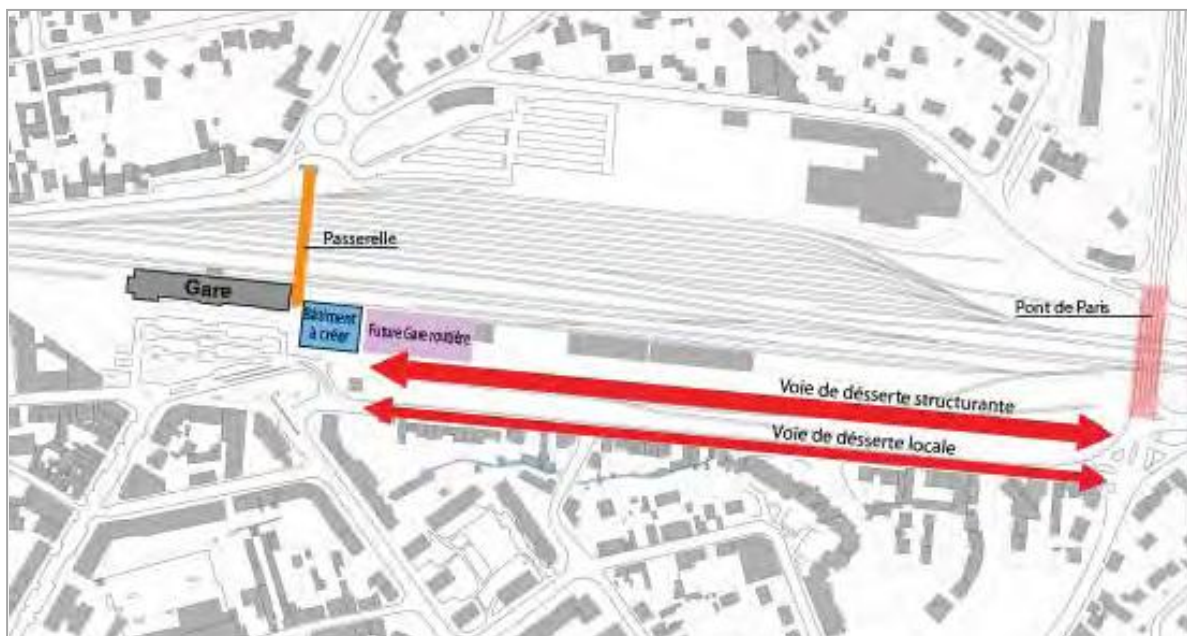 Passerelle
Gare
Bâtiment
à créer
Future Gare routière
Pont de Paris
Voie de désserte structurante
Voie de désserte locale